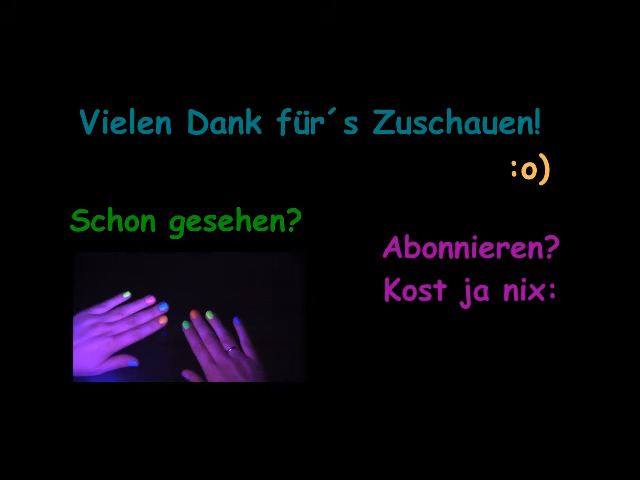 Vielen Dank für´s Zuschauen!
:o)
Schon gesehen?
Abonnieren?
Kost ja nix: